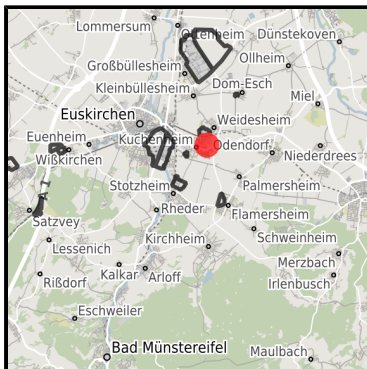 Lommersum
Ottenheim
Dünstekoven
Großbüllesheim
Ollheim
Kleinbüllesheim
Dom-Esch
Miel
Euskirchen
Weidesheim
Euenheim
Kuchenheim
Odendorf
Wißkirchen
Niederdrees
Stotzheim
Palmersheim
Satzvey
Rheder
Flamersheim
Lessenich
Kirchheim
Schweinheim
Merzbach
Rißdorf
Kalkar
Arloff
Irlenbusch
Eschweiler
Bad Münstereifel
Maulbach